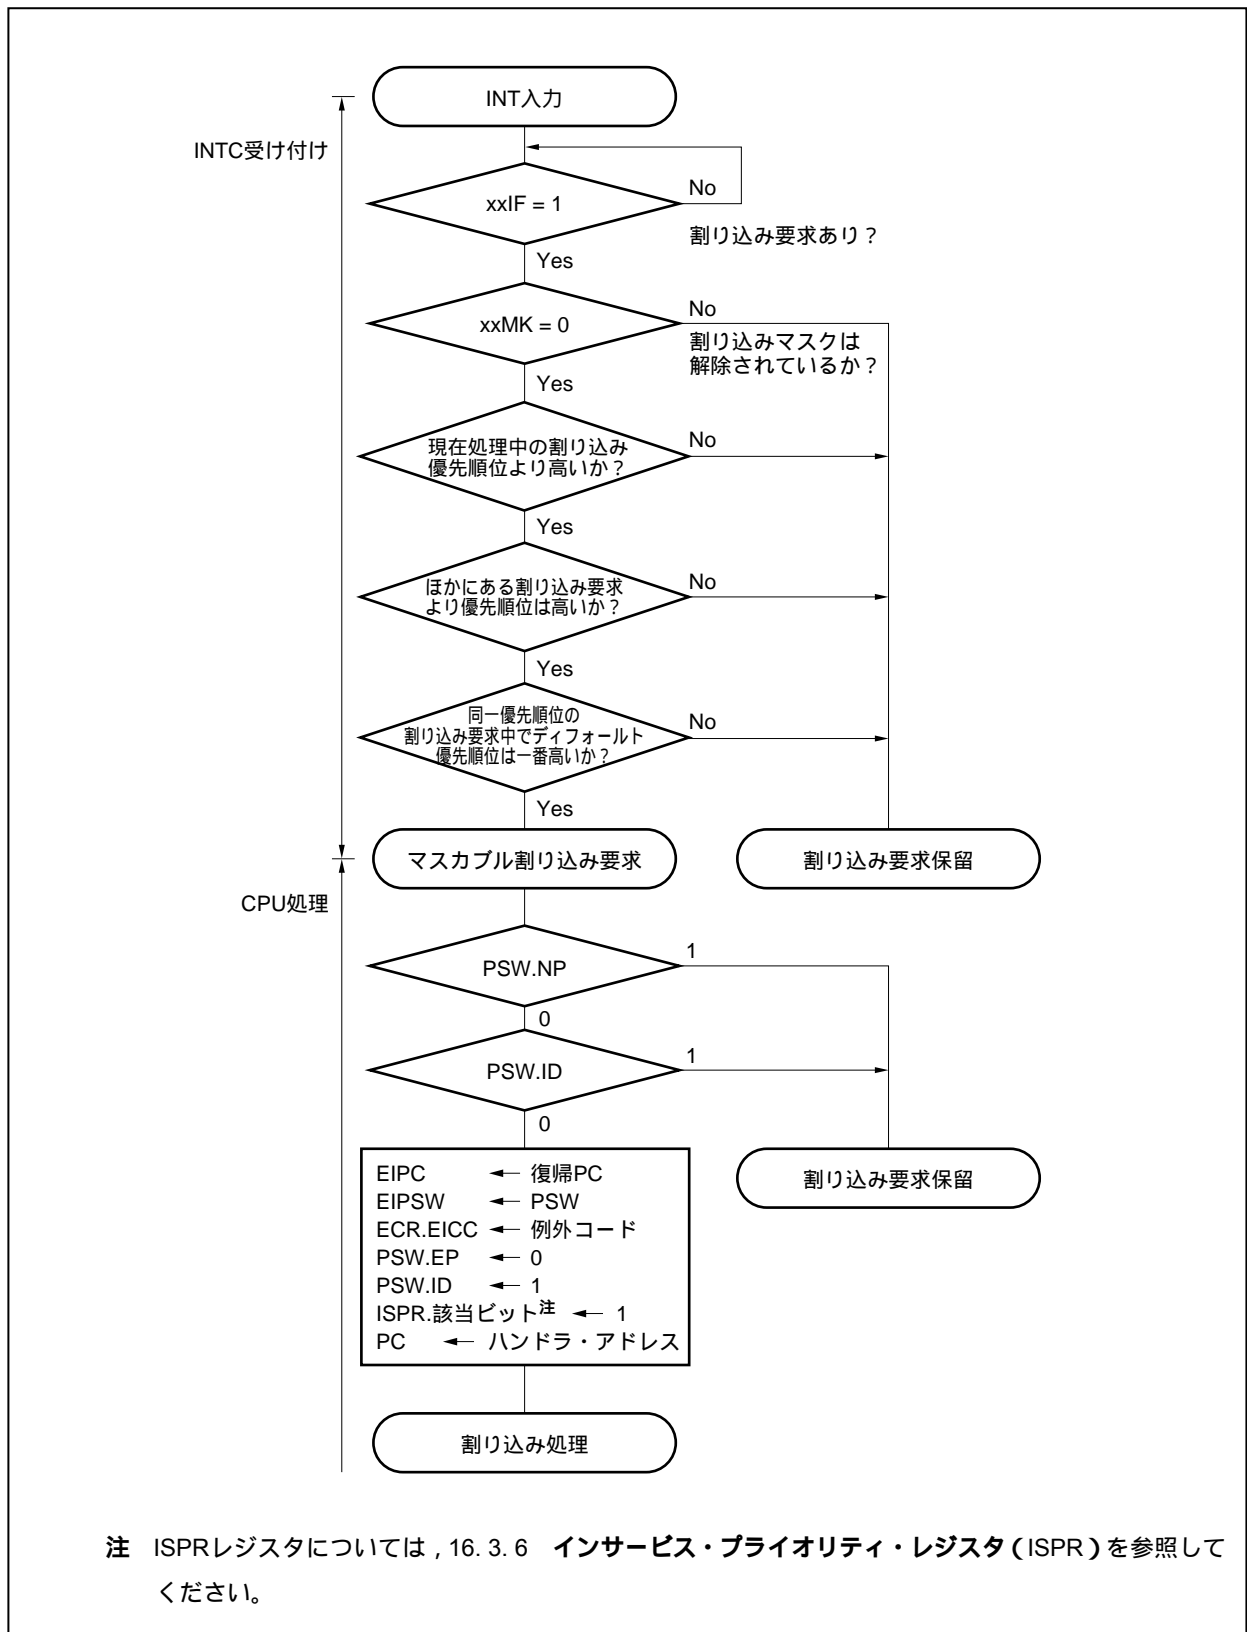 INT入力
INTC受け付け
xxIF = 1
No
割り込み要求あり？
Yes
xxMK = 0
No
割り込みマスクは
解除されているか？
Yes
現在処理中の割り込み
優先順位より高いか？
No
Yes
ほかにある割り込み要求
より優先順位は高いか？
No
Yes
同一優先順位の
割り込み要求中でディフォールト
優先順位は一番高いか？
No
Yes
マスカブル割り込み要求
割り込み要求保留
CPU処理
PSW.NP
1
0
PSW.ID
1
0
EIPC ← 復帰PC
EIPSW ← PSW
ECR.EICC ← 例外コード
PSW.EP ← 0
PSW.ID ← 1
ISPR.該当ビット注 ← 1
PC ← ハンドラ・アドレス
割り込み要求保留
割り込み処理
注 ISPRレジスタについては，16. 3. 6 インサービス・プライオリティ・レジスタ（ISPR）を参照して
ください。